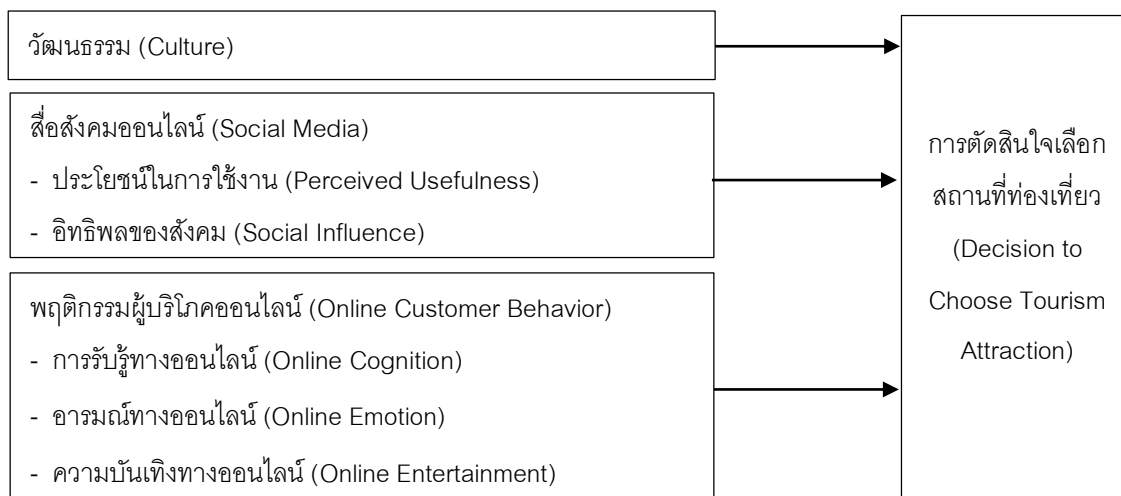 วัฒนธรรม (Culture)
สื่อสังคมออนไลน์ (Social Media)
- ประโยชน์ในการใช้งาน (Perceived Usefulness)
- อิทธิพลของสังคม (Social Influence)
พฤติกรรมผู้บริโภคออนไลน์ (Online Customer Behavior)
- การรับรู้ทางออนไลน์ (Online Cognition)
- อารมณ์ทางออนไลน์ (Online Emotion)
- ความบันเทิงทางออนไลน์ (Online Entertainment)
การตัดสินใจเลือก
สถานที่ท่องเที่ยว
(Decision to
Choose Tourism
Attraction)